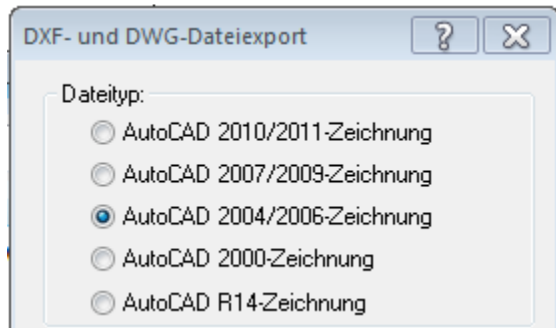 DXF- und DWG-Dateiexport
Dateityp:
AutoCAD 2010/2011-Zeichnung
AutoCAD 2007/2009-Zeichnung
AutoCAD 2004/2006-Zeichnung
AutoCAD 2000-Zeichnung
AutoCAD R14-Zeichnung